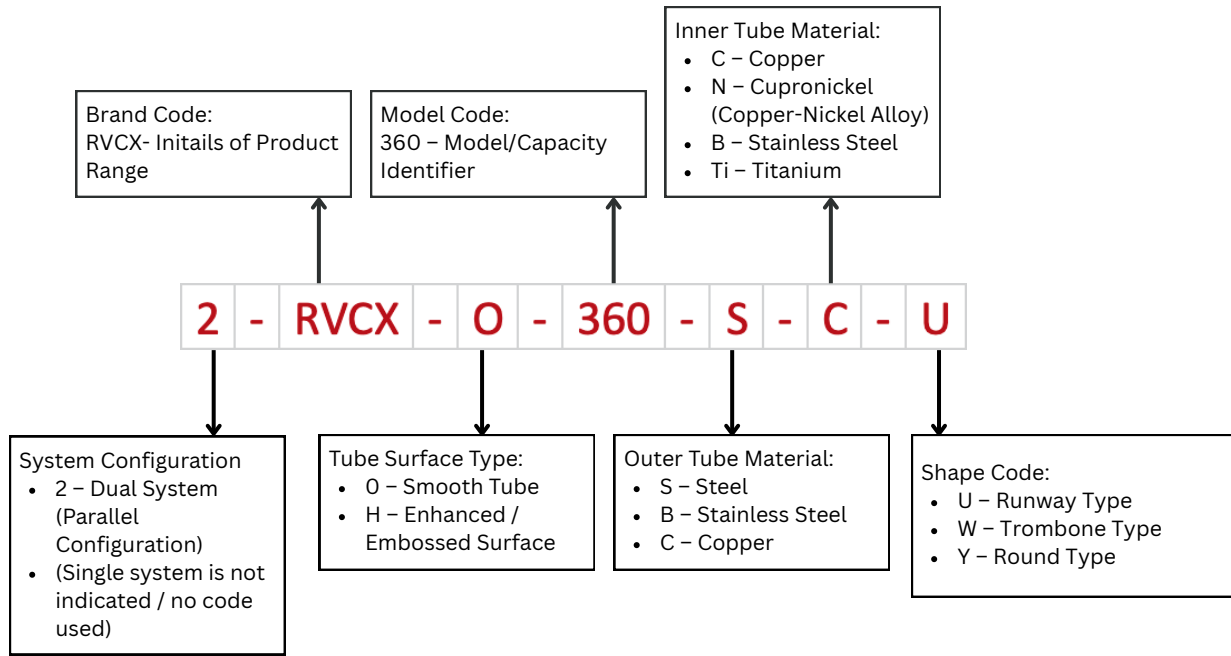 Inner Tube Material:
• C – Copper
• N – Cupronickel
(Copper-Nickel Alloy)
• B – Stainless Steel
• Ti – Titanium
Brand Code:
RVCX- Initails of Product
Range
Model Code:
360 – Model/Capacity
Identifier
2 - RVCX - O - 360 - S - C - U
System Configuration
• 2 – Dual System
(Parallel
Configuration)
• (Single system is not
indicated / no code
used)
Tube Surface Type:
• O – Smooth Tube
• H – Enhanced /
Embossed Surface
Outer Tube Material:
• S – Steel
• B – Stainless Steel
• C – Copper
Shape Code:
• U – Runway Type
• W – Trombone Type
• Y – Round Type